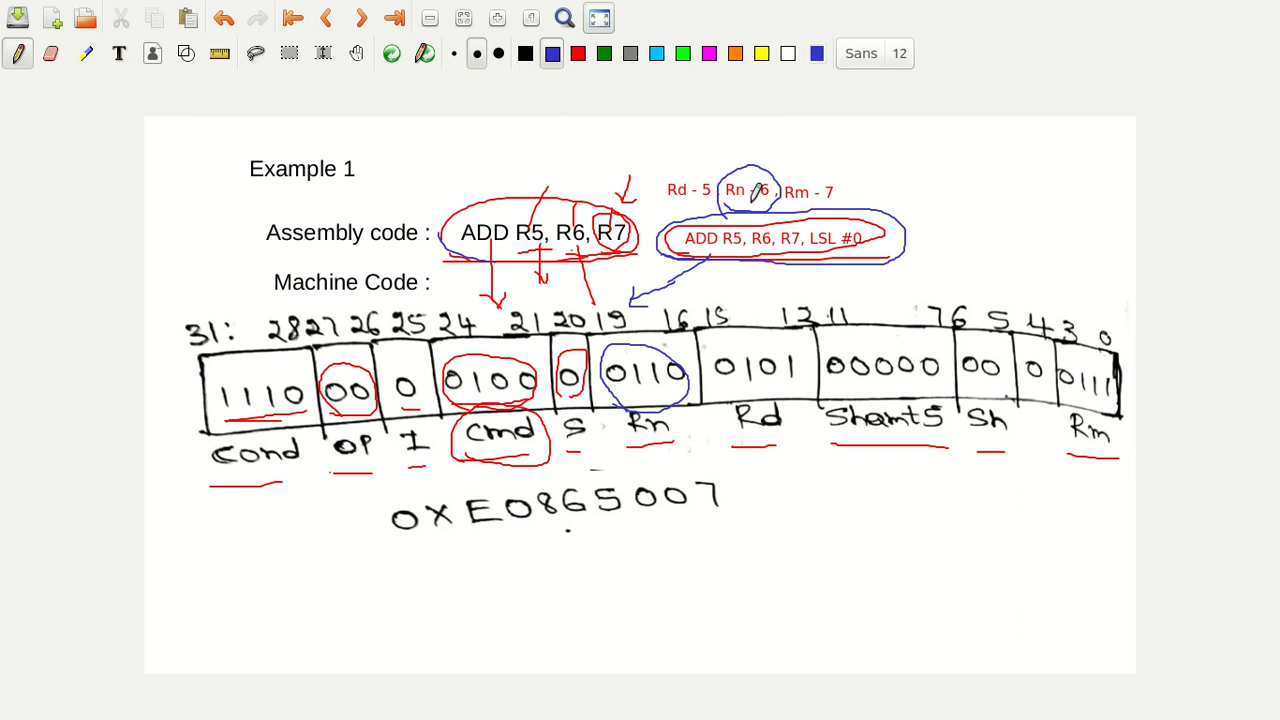 Sans 12
Example 1
Rd - 5 , Rn - 6 , Rm - 7
Assembly code : ADD R5, R6, R7
ADD R5, R6, R7, LSL #0
Machine Code :
31: 28 27 26 25 24 21 20 19 16 15 12 11 7 6 5 4 3 0
1110 00 0 0100 0 0110 0101 00000 00 0 0111
Cond OP I Cmd S Rn Rd Shamt5 Sh Rm
0XE0865007